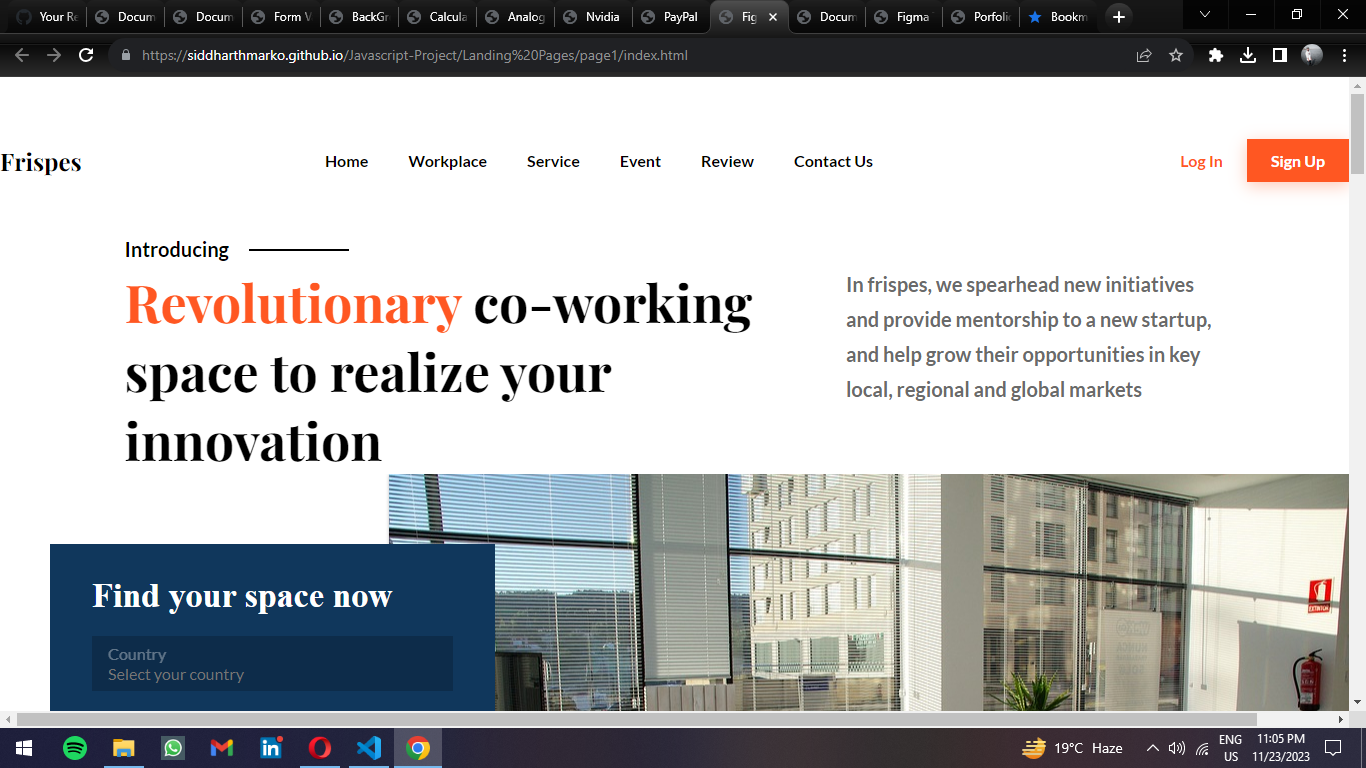 Your Re
Docum
Docum
Form V
BackGr
Calcula
Analog
Nvidia
PayPal
Fig
Docum
Figma
Porfoli
Bookm
https://siddharthmarko.github.io/Javascript-Project/Landing%20Pages/page1/index.html
Frispes
Home
Workplace
Service
Event
Review
Contact Us
Log In
Sign Up
Introducing
Revolutionary co-working
space to realize your
innovation
In frispes, we spearhead new initiatives
and provide mentorship to a new startup,
and help grow their opportunities in key
local, regional and global markets
EXTINTOR
Find your space now
Country
Select your country
19°C Haze
ENG
US
11:05 PM
11/23/2023